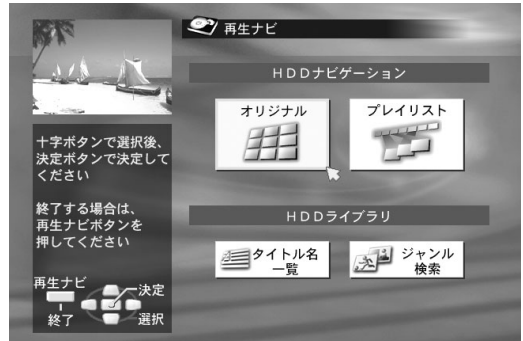 再生ナビ
HDDナビゲーション
オリジナル
プレイリスト
十字ボタンで選択後、
決定ボタンで決定して
ください
終了する場合は、
再生ナビボタンを
押してください
HDDライブラリ
タイトル名
一覧
ジャンル
検索
再生ナビ
決定
終了
選択